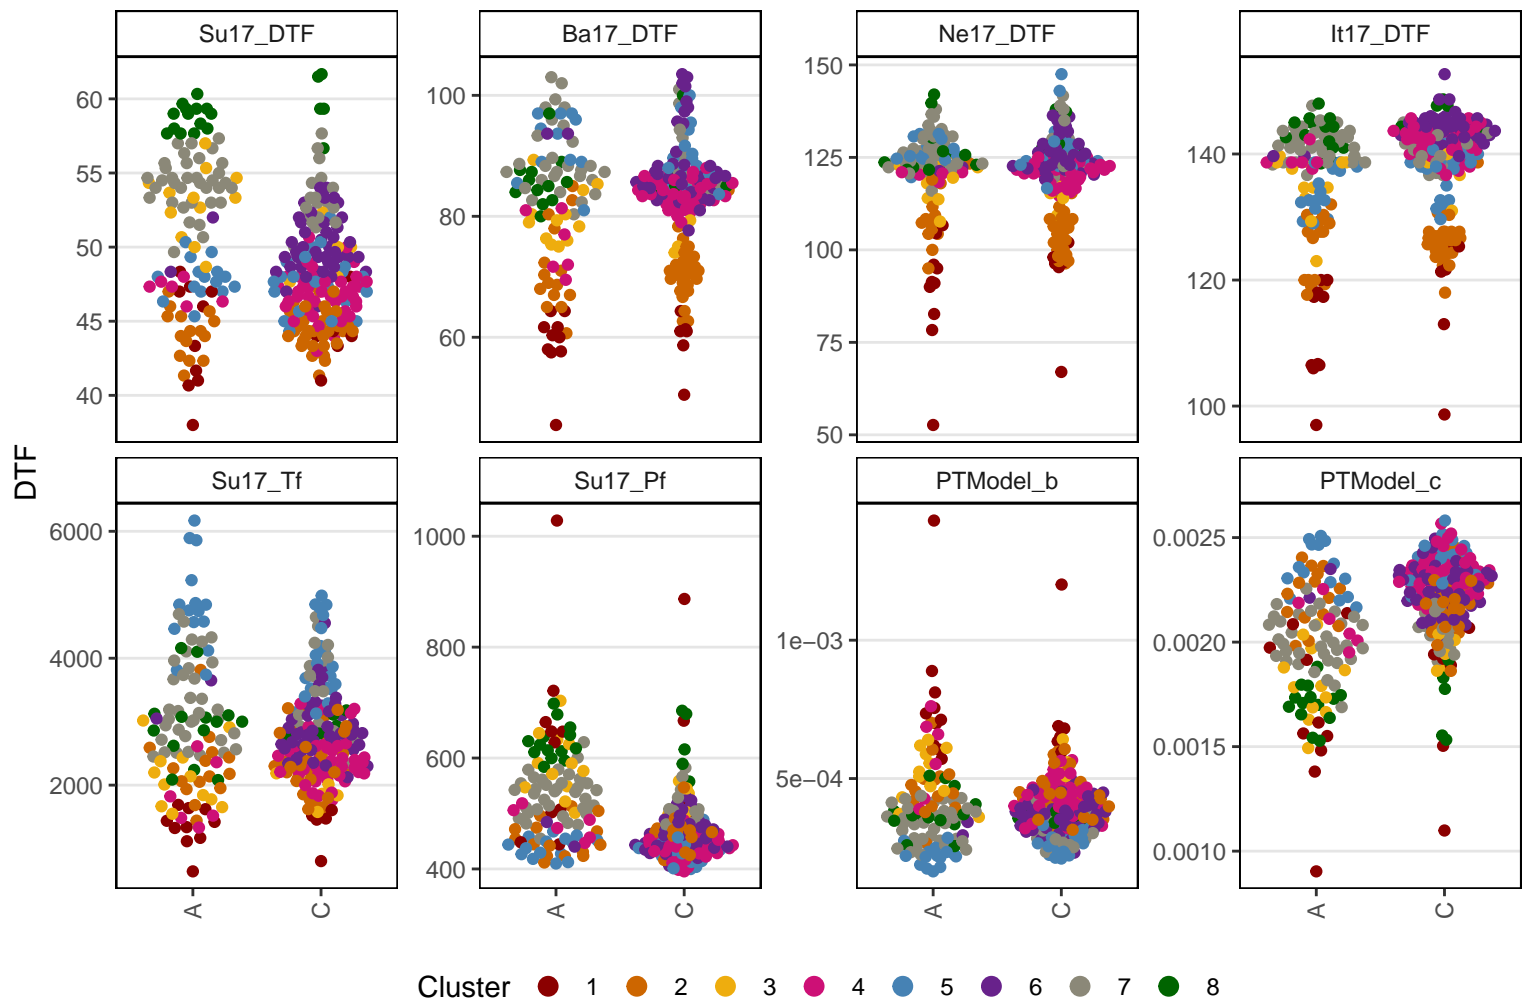 Su17_DTF Ba17_DTF Ne17_DTF It17_DTF
60 100 150 140
55 80 125 120
50 60 100 100
45 75
40 50
DTF
Su17_Tf Su17_Pf PTModel_b PTModel_c
6000 1000 1e−03 0.0025
4000 800 5e−04 0.0020
2000 600 0.0015
400 0.0010
A C A C A C A C
Cluster 1 2 3 4 5 6 7 8